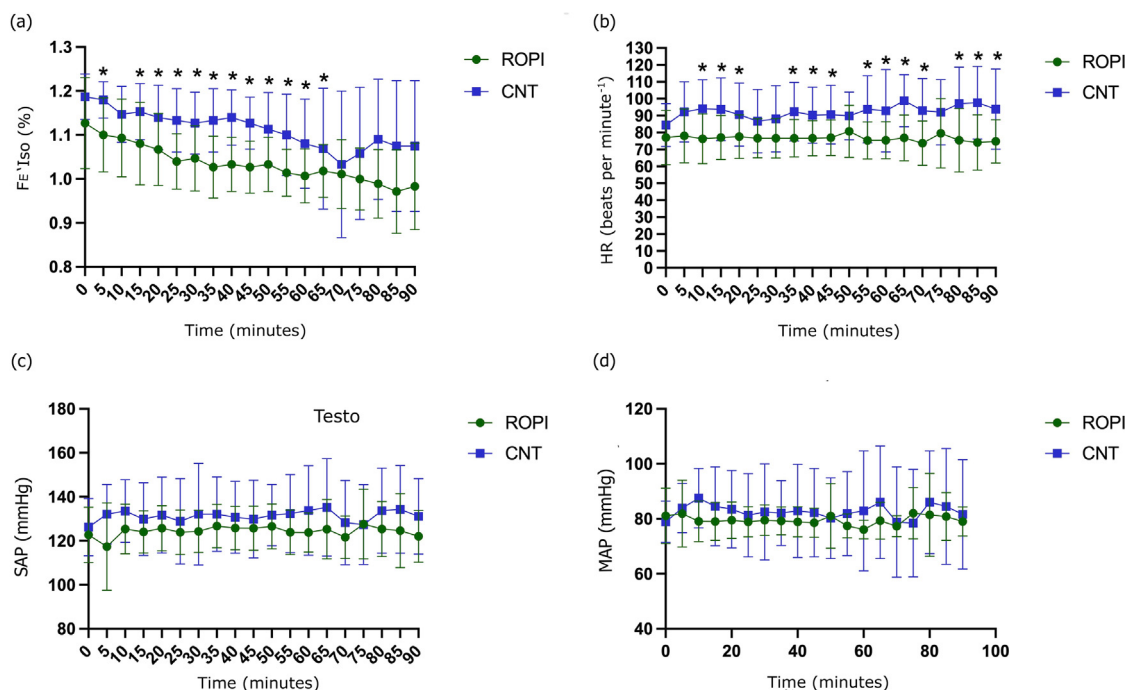 (a)
FE'Iso (%)
1.3
1.2
1.1
1.0
0.9
0.8
* * * * * * * * * * * *
ROPI
CNT
0 5 10 15 20 25 30 35 40 45 50 55 60 65 70 75 80 85 90
Time (minutes)
(b)
HR (beats per minute⁻¹)
130
120
110
100
90
80
70
60
50
40
30
20
10
0
* * * * * * * * * * * * *
ROPI
CNT
0 5 10 15 20 25 30 35 40 45 50 55 60 65 70 75 80 85 90
Time (minutes)
(c)
SAP (mmHg)
180
160
140
120
100
80
Testo
ROPI
CNT
0 5 10 15 20 25 30 35 40 45 50 55 60 65 70 75 80 85 90
Time (minutes)
(d)
MAP (mmHg)
120
100
80
60
40
ROPI
CNT
0 20 40 60 80 100
Time (minutes)